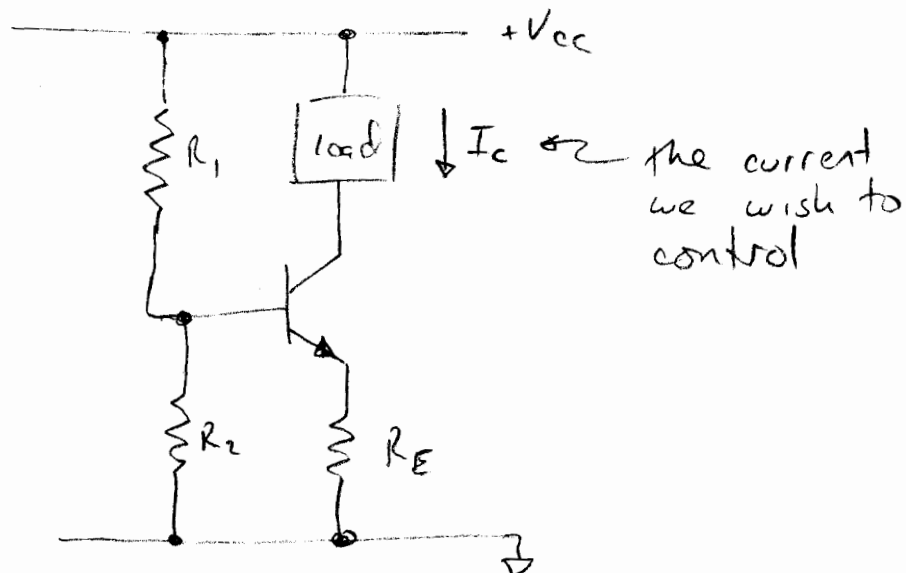 +Vcc
R1
load
Ic
the current
we wish to
control
R2
RE